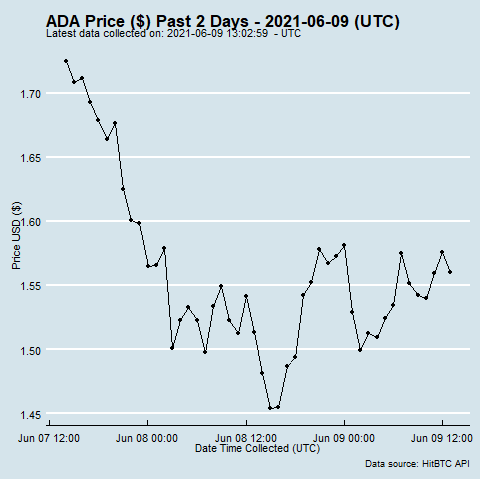 ADA Price ($) Past 2 Days - 2021-06-09 (UTC)
Latest data collected on: 2021-06-09 13:02:59 - UTC
Price USD ($)
1.70
1.65
1.60
1.55
1.50
1.45
Jun 07 12:00 Jun 08 00:00 Jun 08 12:00 Jun 09 00:00 Jun 09 12:00
Date Time Collected (UTC)
Data source: HitBTC API